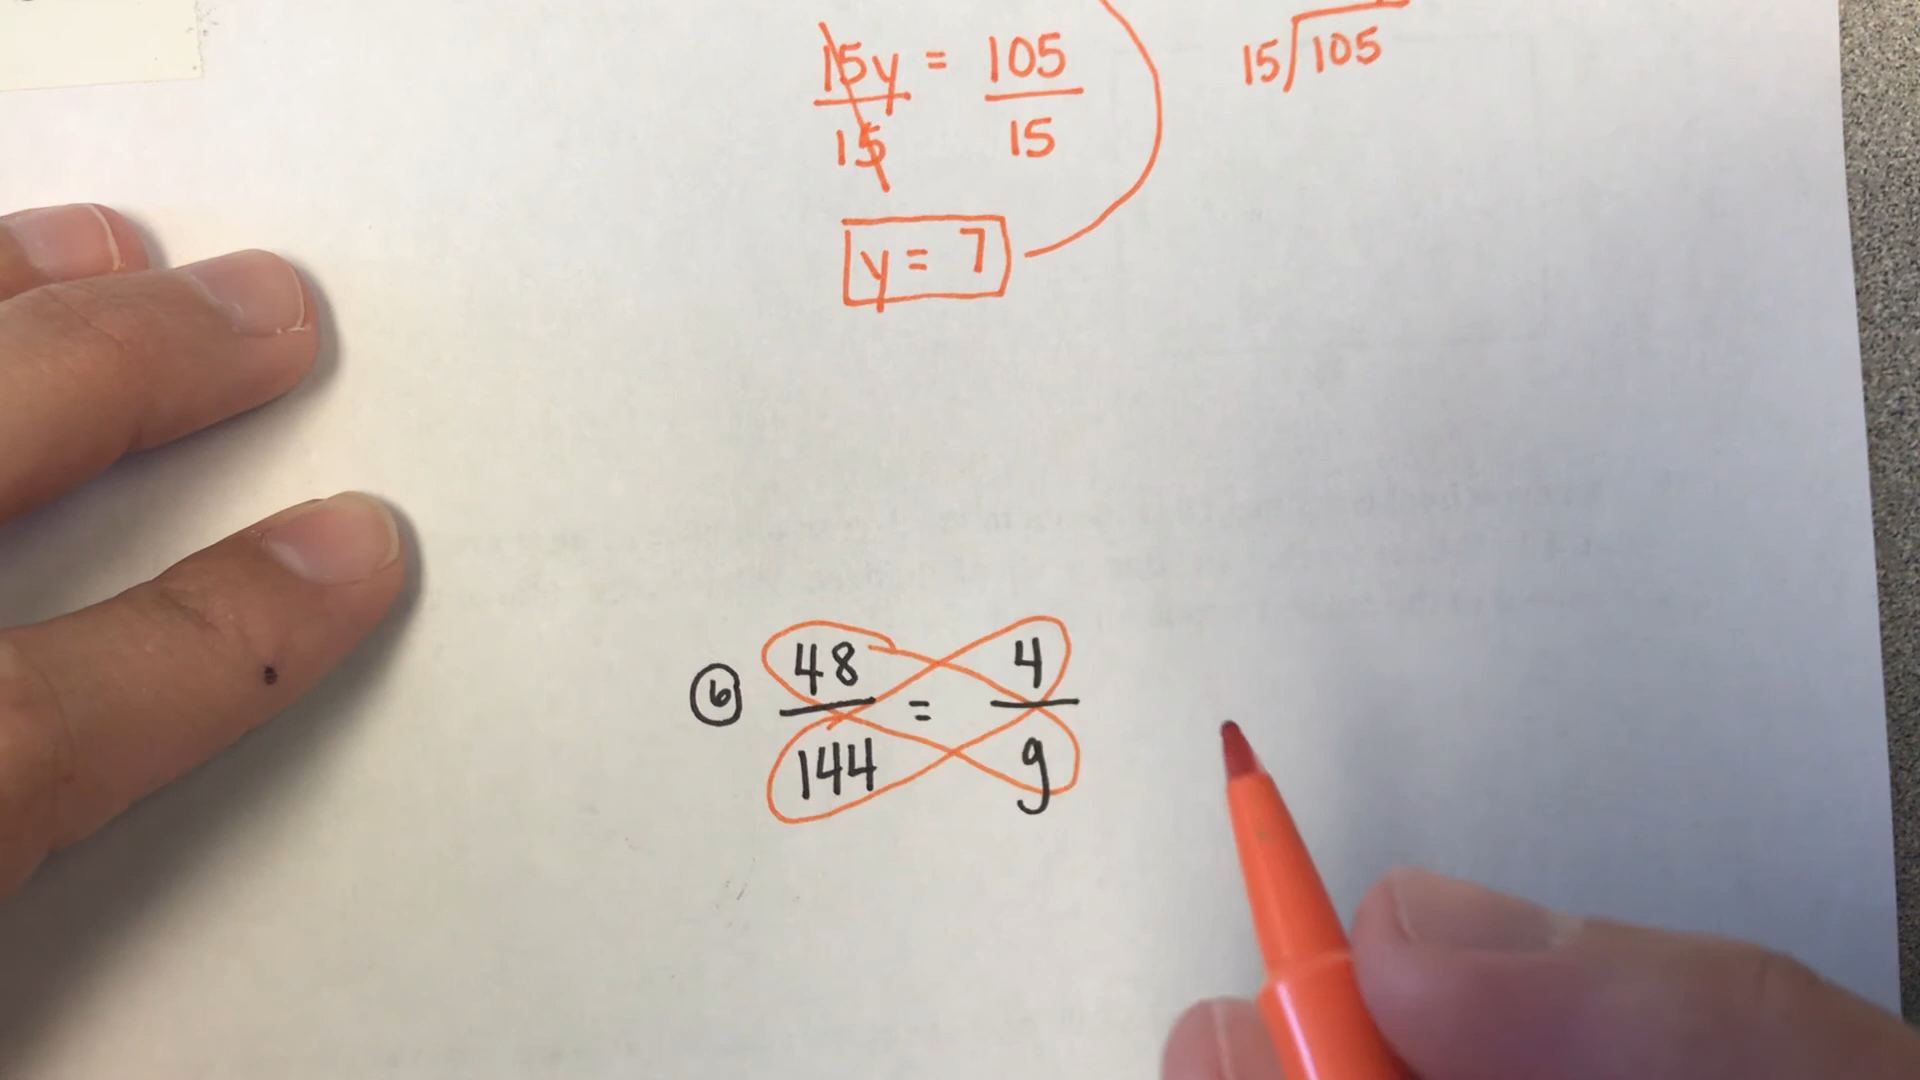 15y = 105
15 15
15)105
y = 7
6 48 = 4
144 g